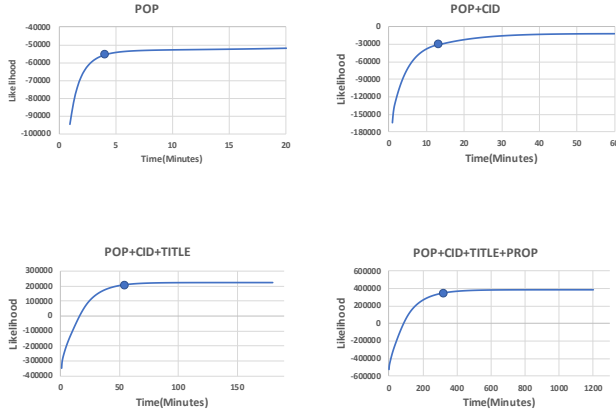 POP
-40000
-50000
-60000
-70000
-80000
-90000
-100000
Likelihood
0 5 10 15 20
Time(Minutes)
POP+CID
0
-30000
-60000
-90000
-120000
-150000
-180000
Likelihood
0 10 20 30 40 50 60
Time(Minutes)
POP+CID+TITLE
300000
200000
100000
0
-100000
-200000
-300000
-400000
Likelihood
0 50 100 150
Time(Minutes)
POP+CID+TITLE+PROP
600000
400000
200000
0
-200000
-400000
-600000
Likelihood
0 200 400 600 800 1000 1200
Time(Minutes)